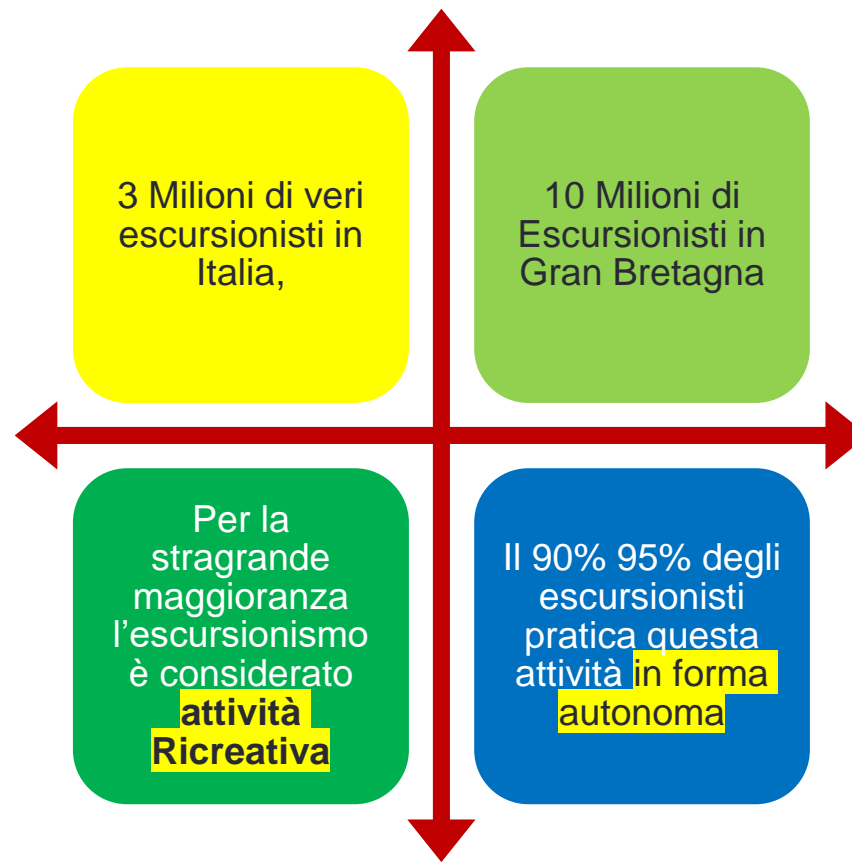 3 Milioni di veri
escursionisti in
Italia,
10 Milioni di
Escursionisti in
Gran Bretagna
Per la
stragrande
maggioranza
l'escursionismo
è considerato
attività
Ricreativa
Il 90% 95% degli
escursionisti
pratica questa
attività in forma
autonoma